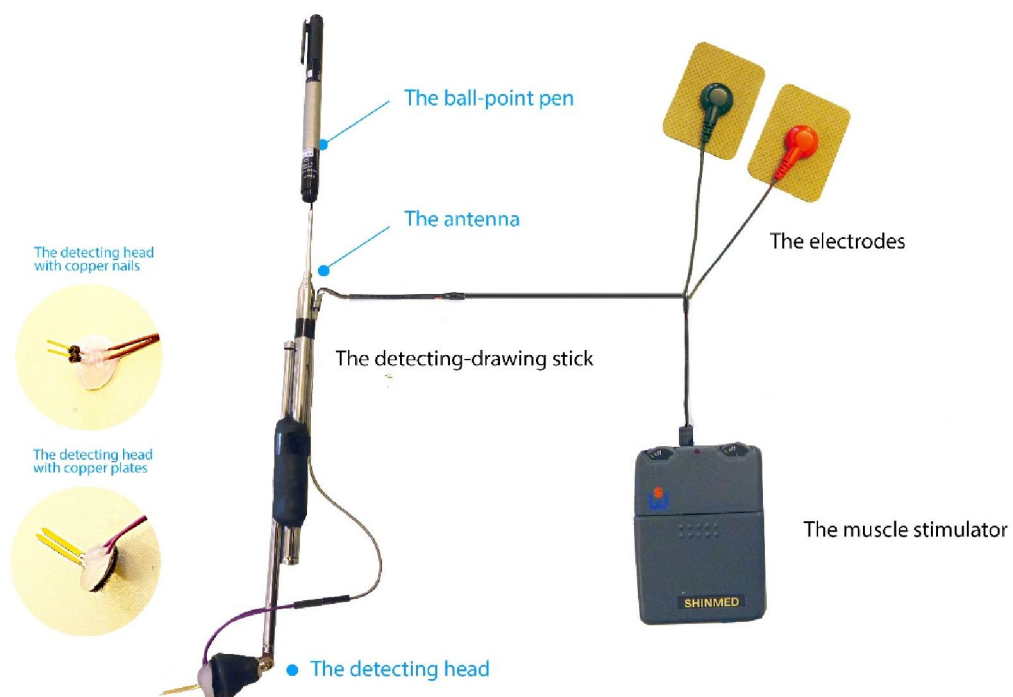 The ball-point pen
The antenna
The electrodes
The detecting head
with copper nails
The detecting-drawing stick
The detecting head
with copper plates
The muscle stimulator
SHINMED
The detecting head